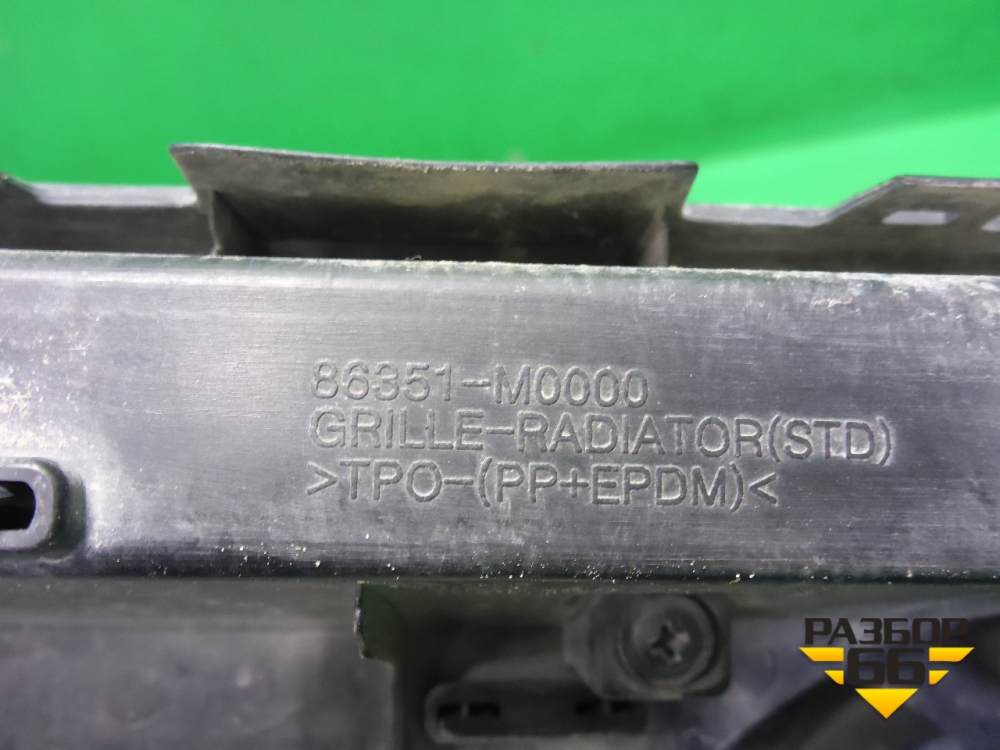 86351-M0000
GRILLE-RADIATOR(STD)
>TPO-(PP+EPDM)<
РАЗБОР
66